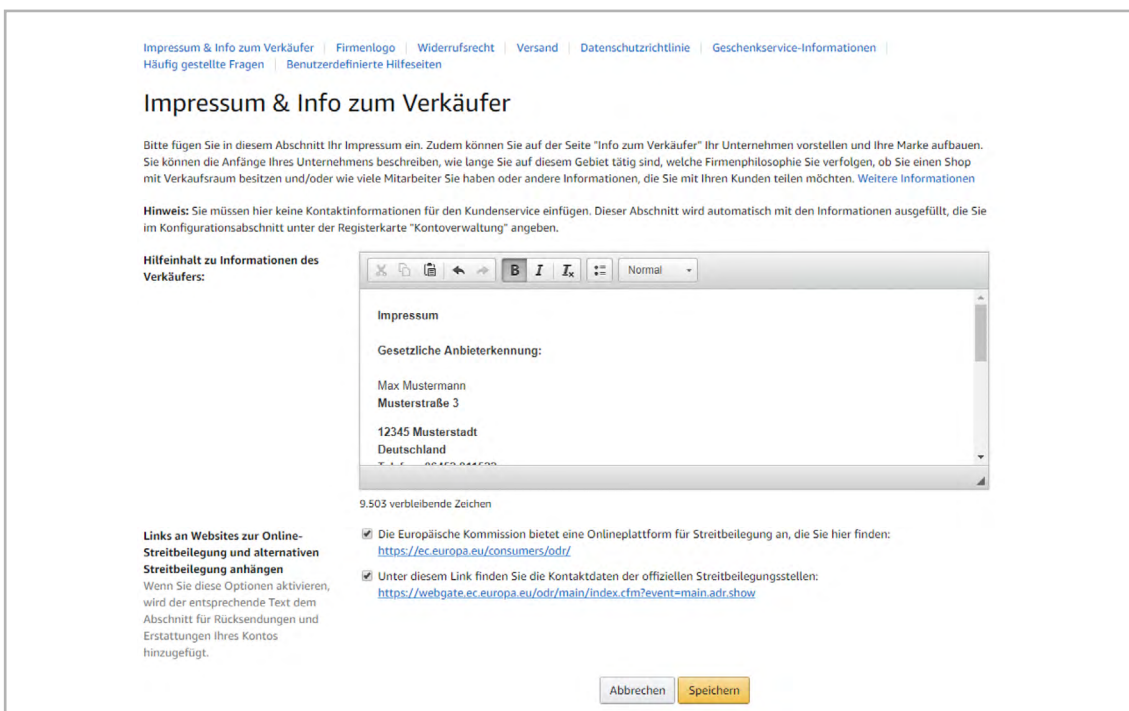 Impressum & Info zum Verkäufer | Firmenlogo | Widerrufsrecht | Versand | Datenschutzrichtlinie | Geschenkservice-Informationen |
Häufig gestellte Fragen | Benutzerdefinierte Hilfeseiten
Impressum & Info zum Verkäufer
Bitte fügen Sie in diesem Abschnitt Ihr Impressum ein. Zudem können Sie auf der Seite "Info zum Verkäufer" Ihr Unternehmen vorstellen und Ihre Marke aufbauen.
Sie können die Anfänge Ihres Unternehmens beschreiben, wie lange Sie auf diesem Gebiet tätig sind, welche Firmenphilosophie Sie verfolgen, ob Sie einen Shop
mit Verkaufsraum besitzen und/oder wie viele Mitarbeiter Sie haben oder andere Informationen, die Sie mit Ihren Kunden teilen möchten. Weitere Informationen
Hinweis: Sie müssen hier keine Kontaktinformationen für den Kundenservice einfügen. Dieser Abschnitt wird automatisch mit den Informationen ausgefüllt, die Sie
im Konfigurationsabschnitt unter der Registerkarte "Kontoverwaltung" angeben.
Hilfeinhalt zu Informationen des
Verkäufers:
B I Ix Normal
Impressum
Gesetzliche Anbieterkennung:
Max Mustermann
Musterstraße 3
12345 Musterstadt
Deutschland
9.503 verbleibende Zeichen
Links an Websites zur Online-
Streitbeilegung und alternativen
Streitbeilegung anhängen
Wenn Sie diese Optionen aktivieren,
wird der entsprechende Text dem
Abschnitt für Rücksendungen und
Erstattungen Ihres Kontos
hinzugefügt.
Die Europäische Kommission bietet eine Onlineplattform für Streitbeilegung an, die Sie hier finden:
https://ec.europa.eu/consumers/odr/
Unter diesem Link finden Sie die Kontaktdaten der offiziellen Streitbeilegungsstellen:
https://webgate.ec.europa.eu/odr/main/index.cfm?event=main.adr.show
Abbrechen Speichern